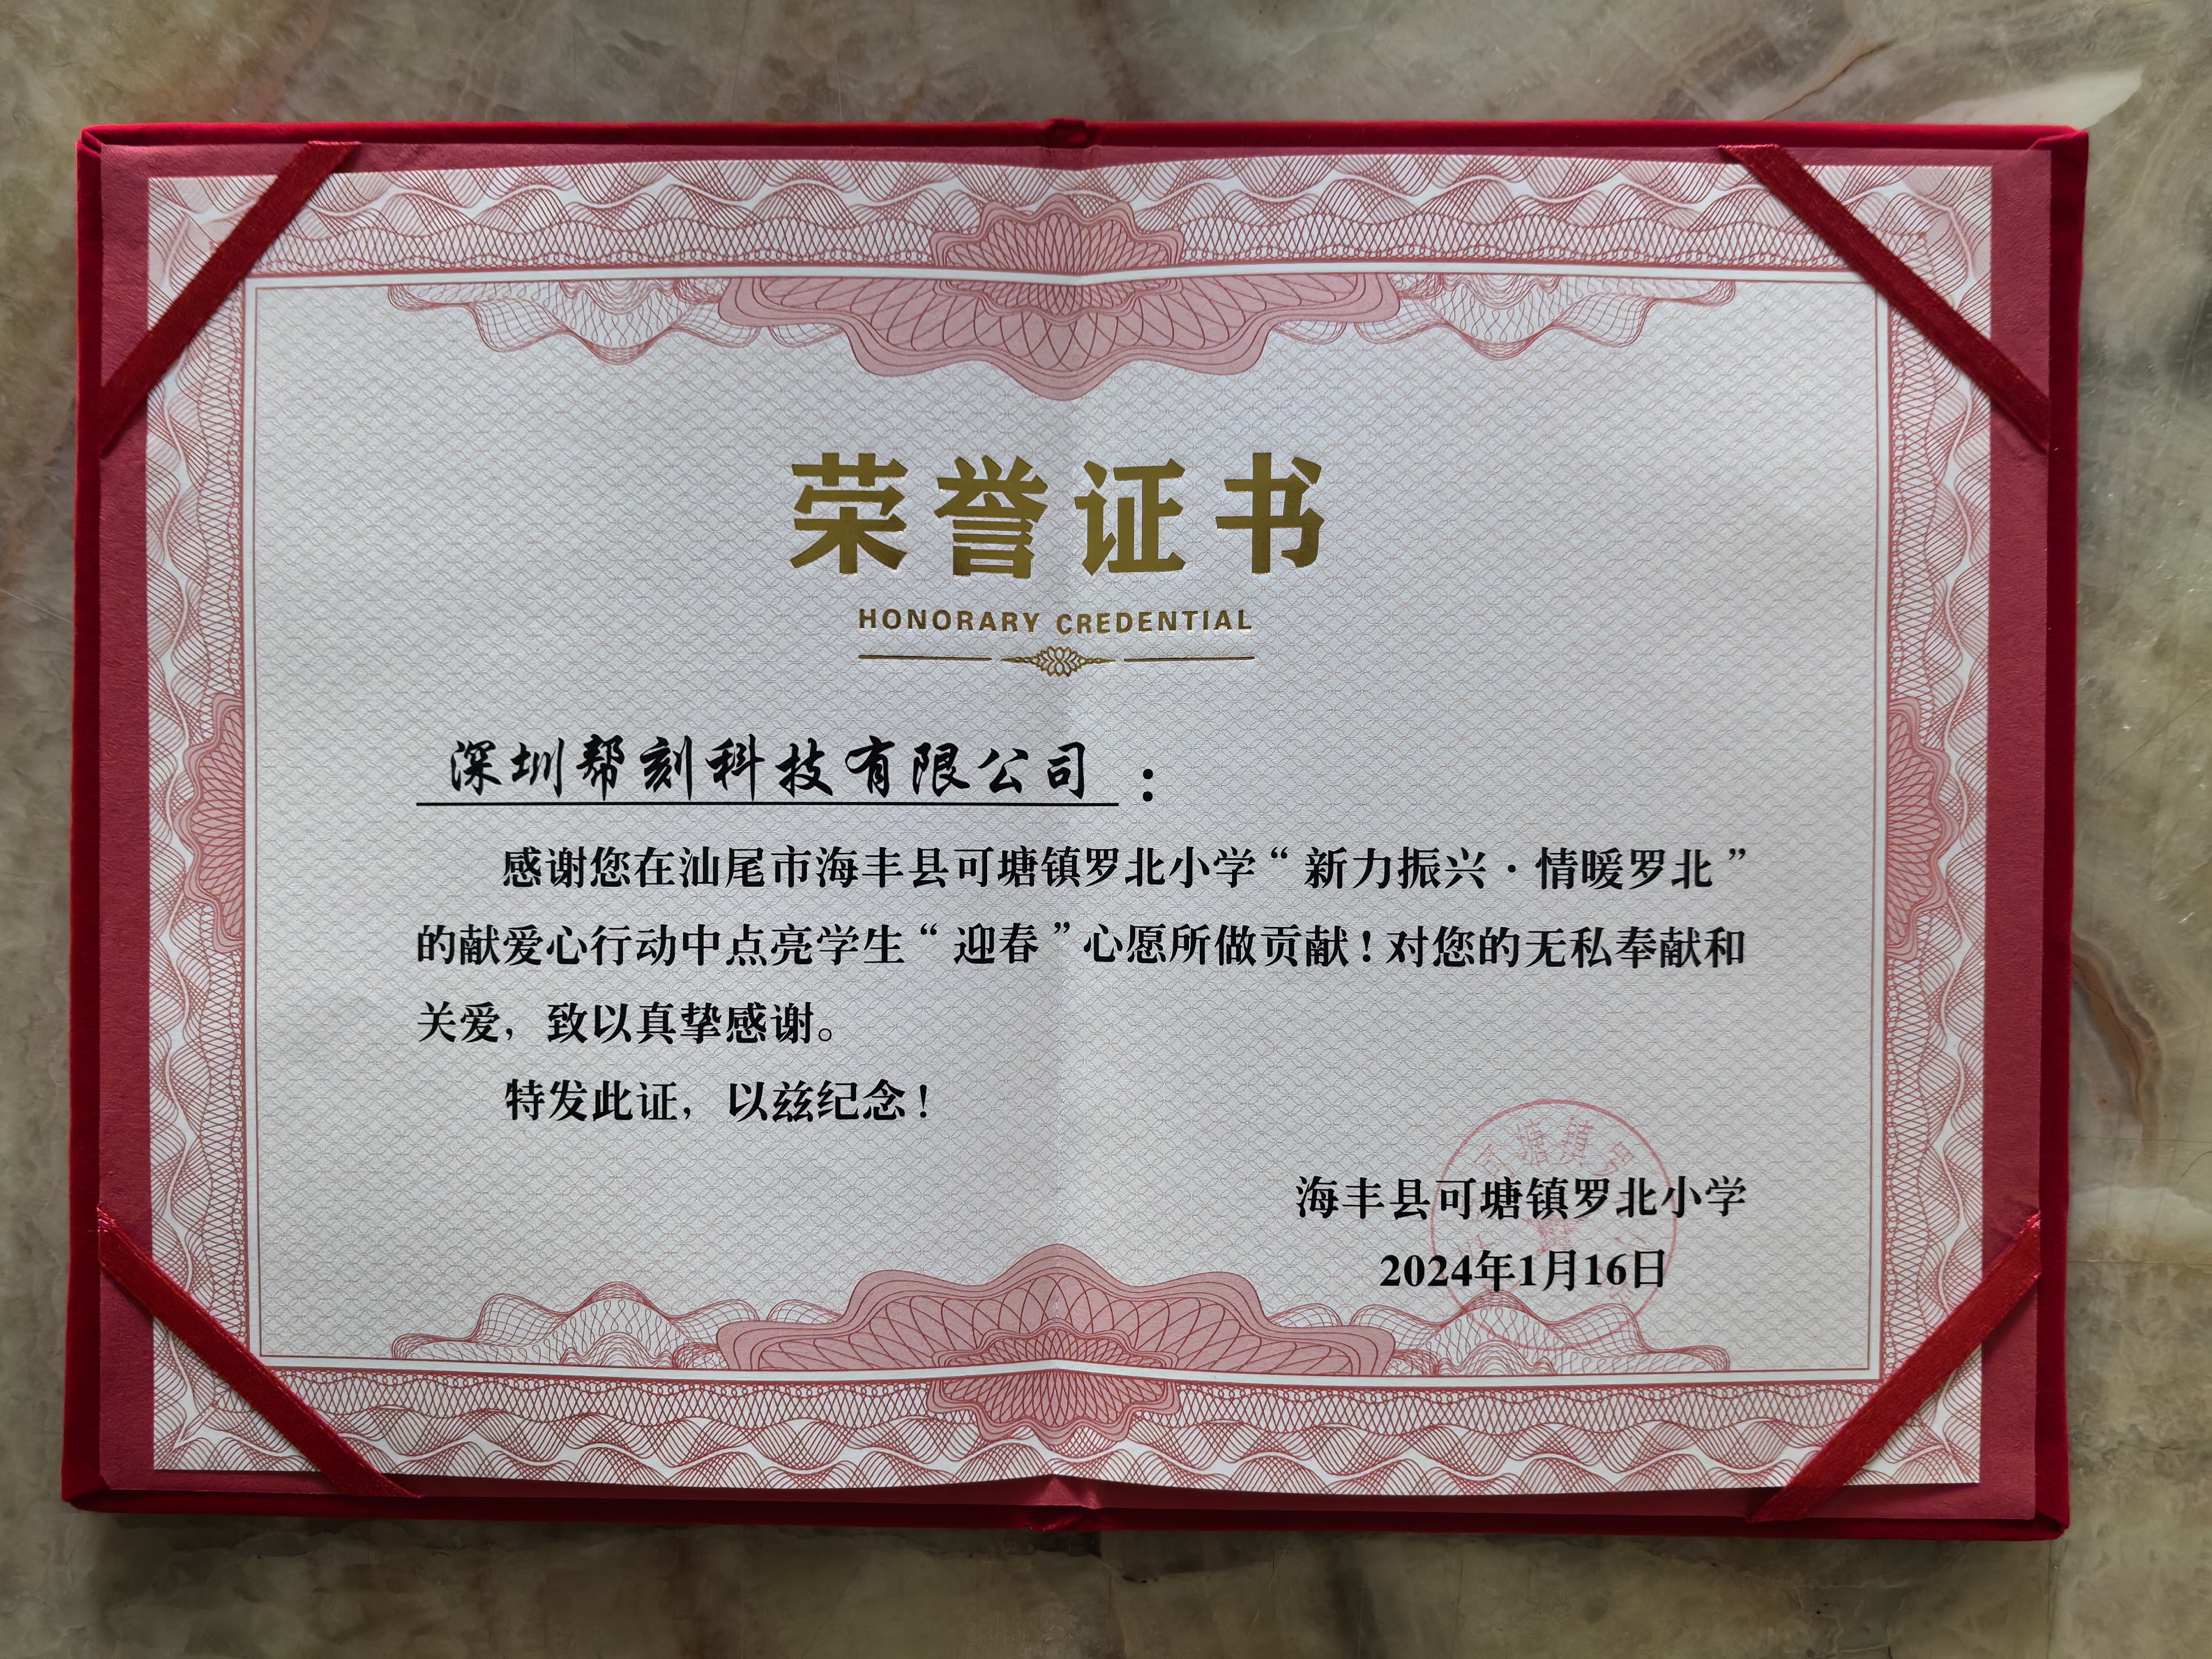 荣誉证书
HONORARY CREDENTIAL
深圳帮刻科技有限公司：
感谢您在汕尾市海丰县可塘镇罗北小学“新力振兴·情暖罗北”
的献爱心行动中点亮学生“迎春”心愿所做贡献！对您的无私奉献和
关爱，致以真挚感谢。
特发此证，以兹纪念！
可塘镇罗
海丰县可塘镇罗北小学
2024年1月16日